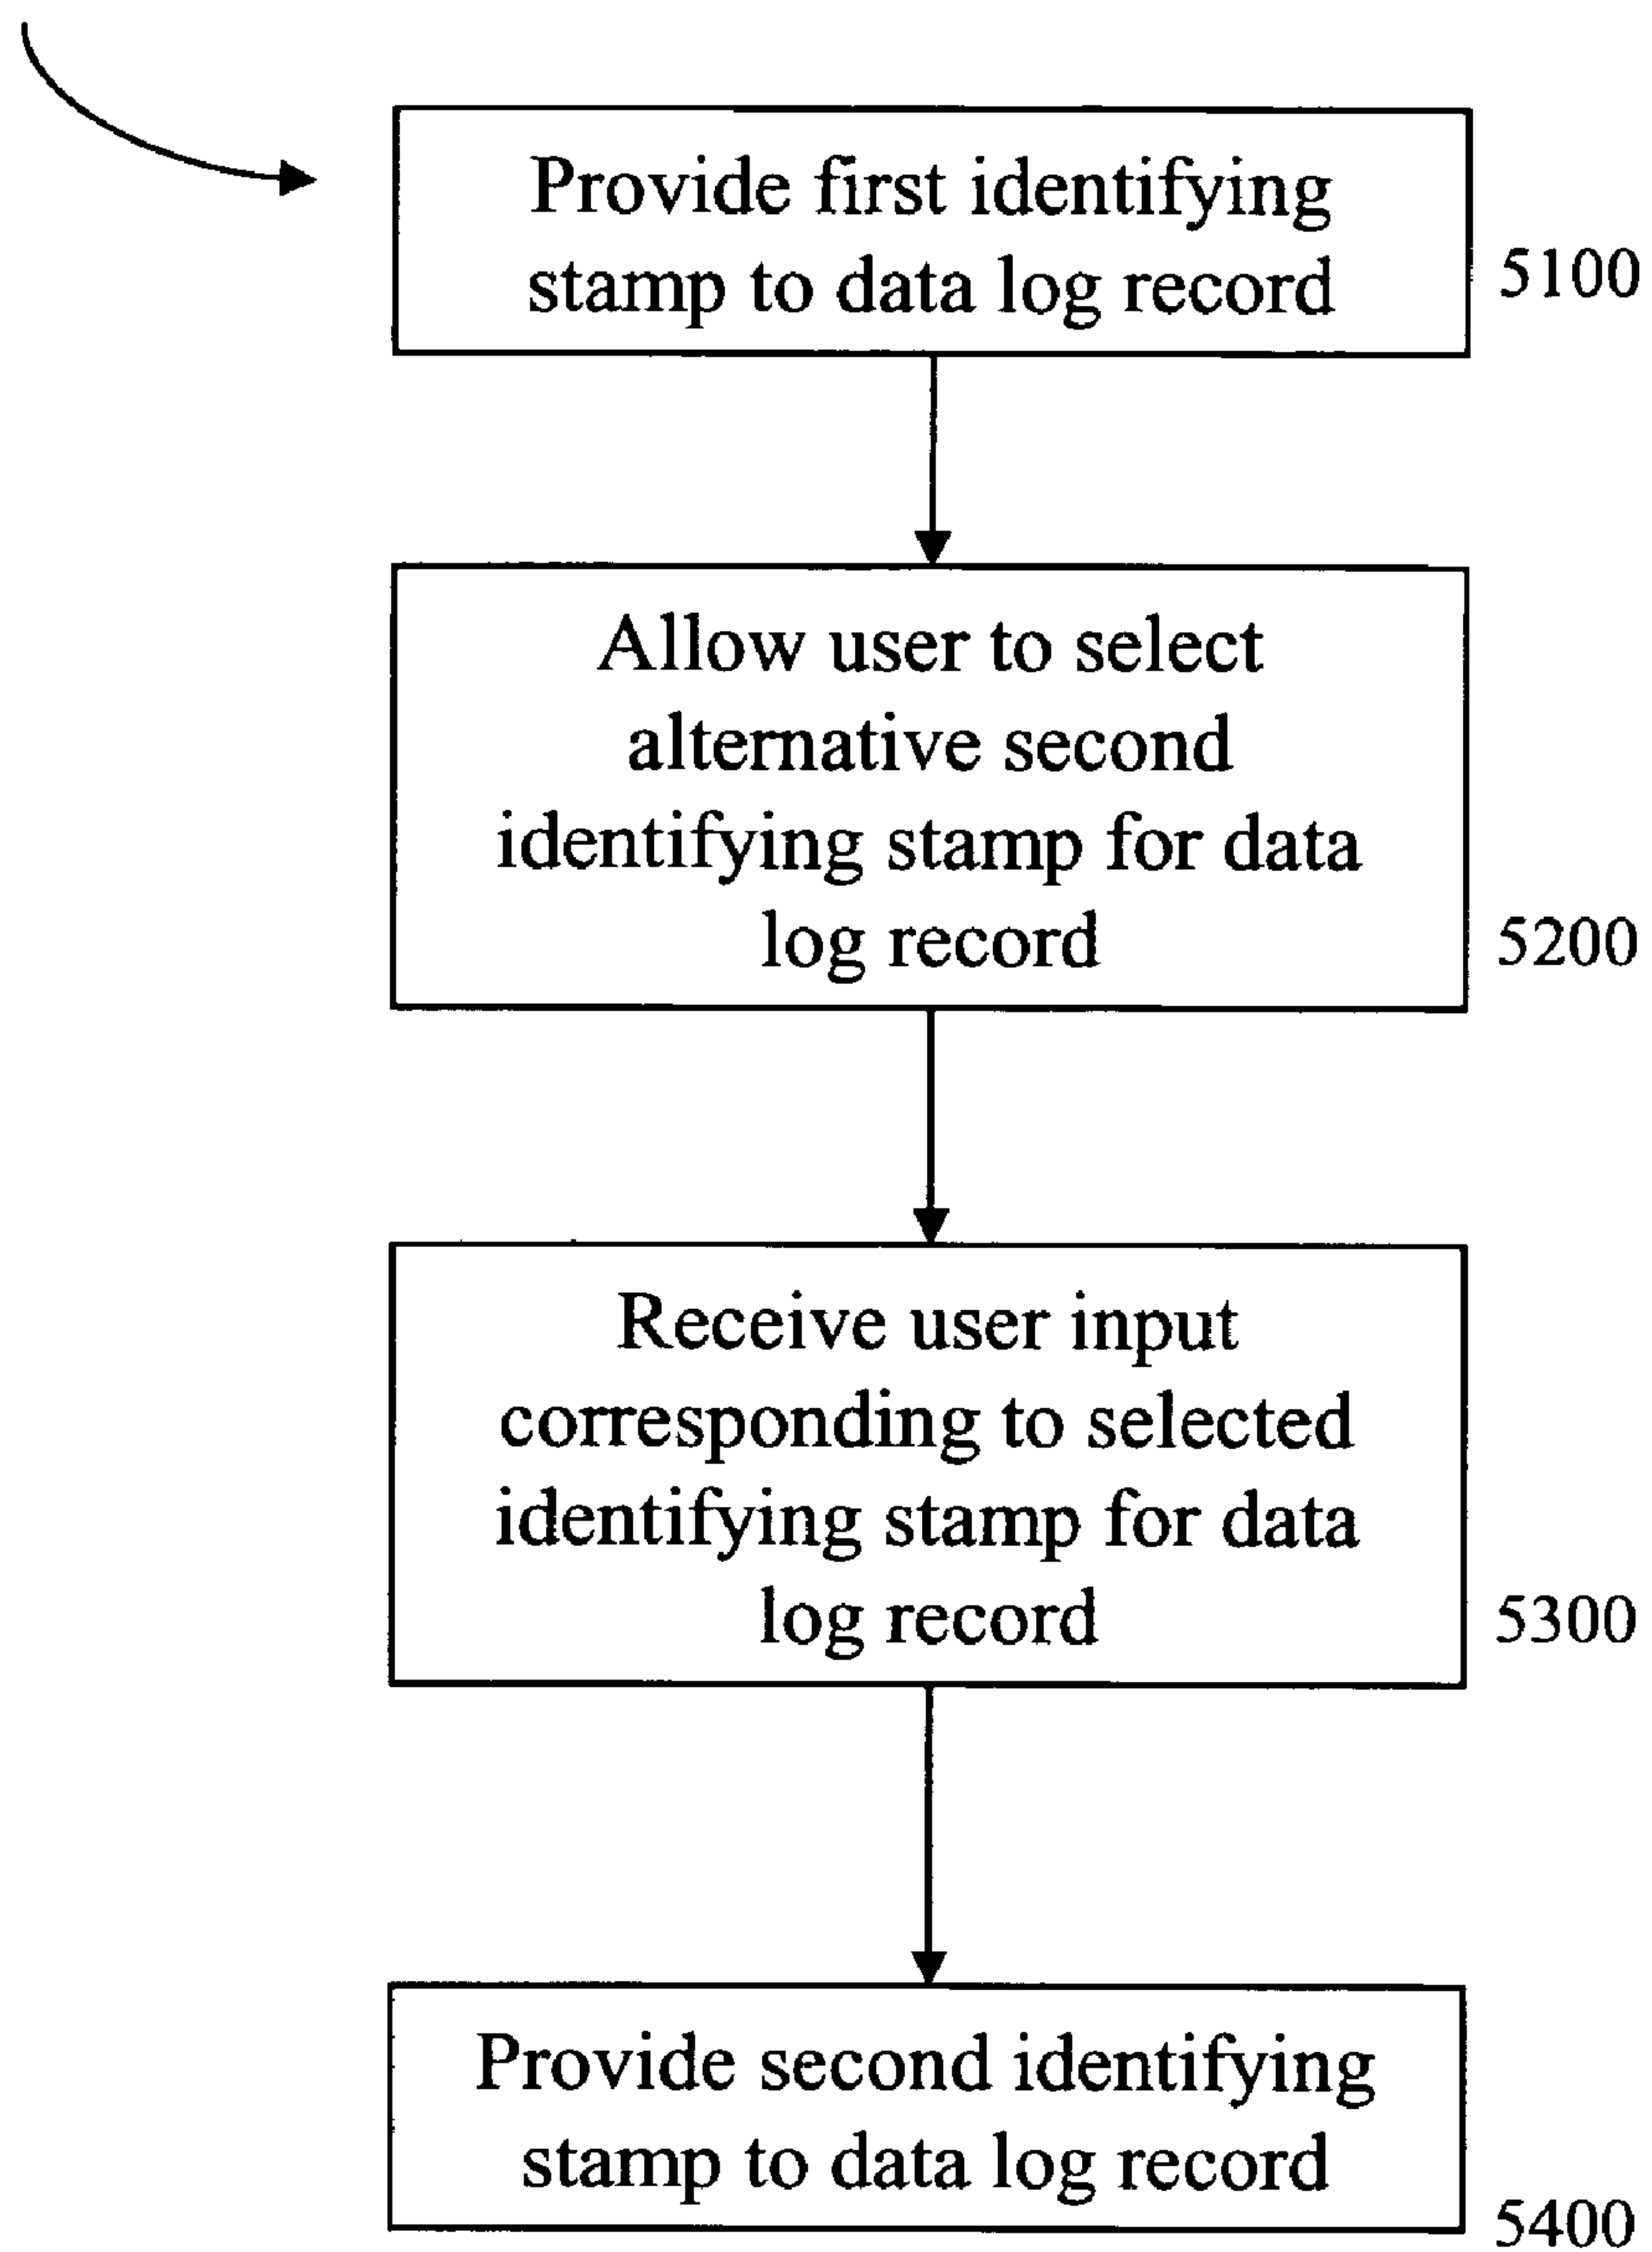 Provide first identifying
stamp to data log record
5100
Allow user to select
alternative second
identifying stamp for data
log record
5200
Receive user input
corresponding to selected
identifying stamp for data
log record
5300
Provide second identifying
stamp to data log record
5400